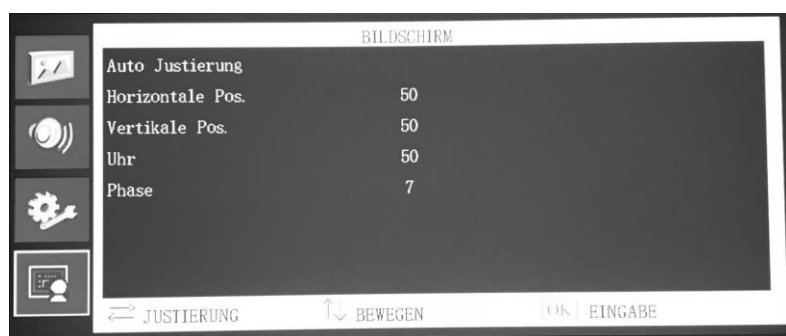 BILDSCHIRM
Auto Justierung
Horizontale Pos. 50
Vertikale Pos. 50
Uhr 50
Phase 7
JUSTIERUNG BEWEGEN OK EINGABE